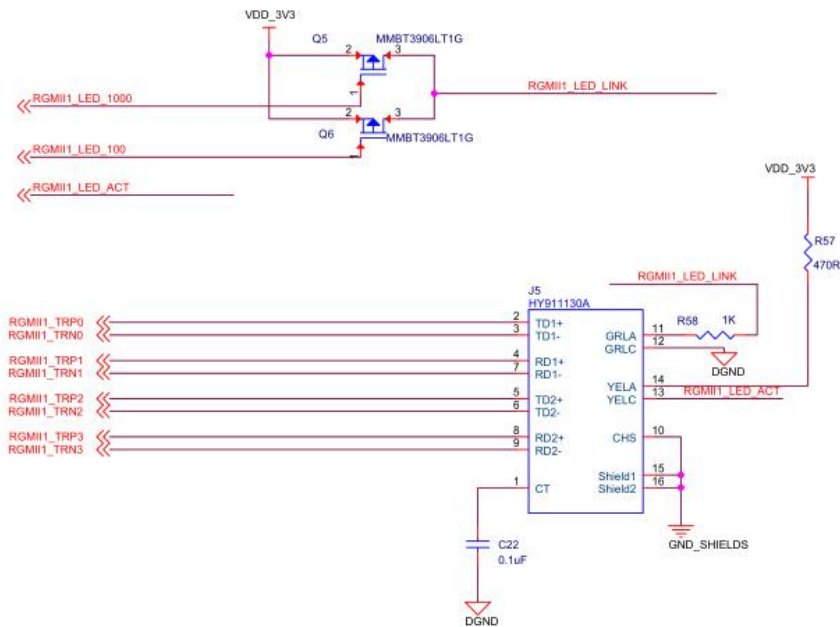 VDD_3V3
Q5
MMBT3906LT1G
2
3
RGMII1_LED_1000
1
RGMII1_LED_LINK
2
3
Q6
MMBT3906LT1G
RGMII1_LED_100
1
RGMII1_LED_ACT
VDD_3V3
R57
470R
RGMII1_LED_LINK
J5
HY911130A
R58
1K
RGMII1_TRP0
2
TD1+
GRLA
11
RGMII1_TRN0
3
TD1-
GRLC
12
DGND
RGMII1_TRP1
4
RD1+
RGMII1_TRN1
7
RD1-
YELA
14
RGMII1_TRP2
5
TD2+
YELC
13
RGMII1_LED_ACT
RGMII1_TRN2
6
TD2-
RGMII1_TRP3
8
RD2+
CHS
10
RGMII1_TRN3
9
RD2-
Shield1
15
1
CT
Shield2
16
GND_SHIELDS
C22
0.1uF
DGND